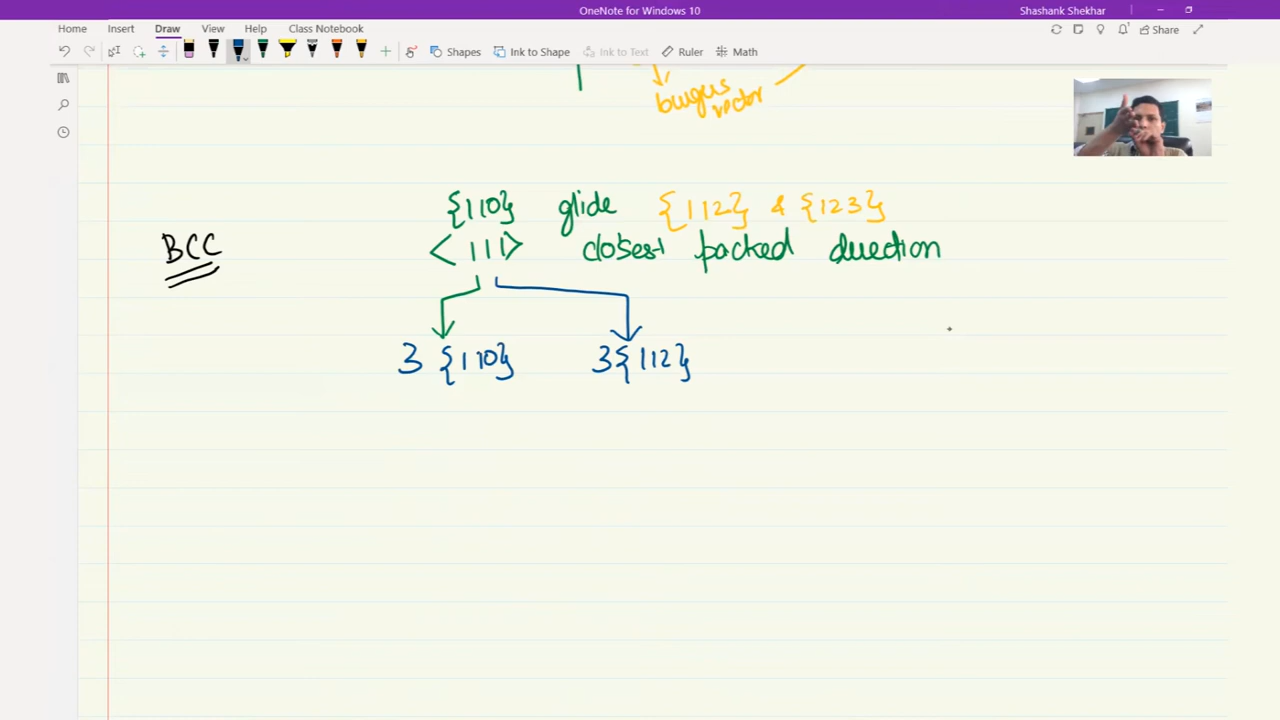 OneNote for Windows 10
Shashank Shekhar
Home Insert Draw View Help Class Notebook
Share
Shapes Ink to Shape Ink to Text Ruler Math
burgus
vector
{110} glide {112} & {123}
BCC <111> closest packed direction
3 {110} 3{112}